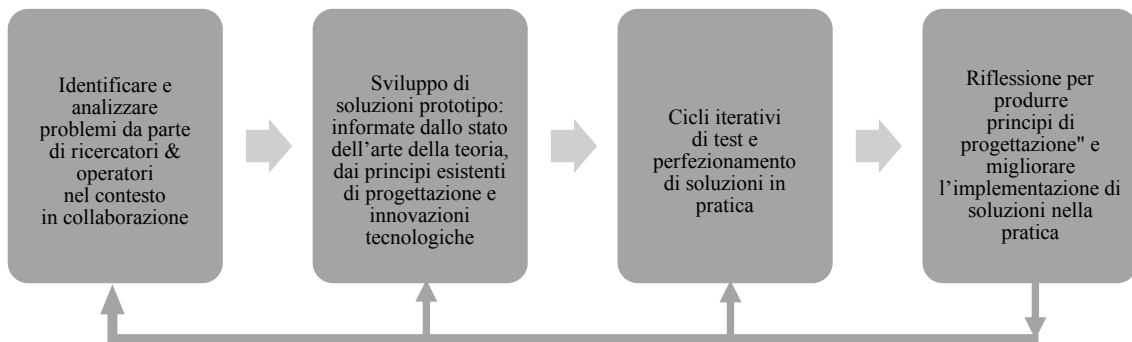 Identificare e
analizzare
problemi da parte
di ricercatori &
operatori
nel contesto
in collaborazione
Sviluppo di
soluzioni prototipo:
informate dallo stato
dell’arte della teoria,
dai principi esistenti
di progettazione e
innovazioni
tecnologiche
Cicli iterativi
di test e
perfezionamento
di soluzioni in
pratica
Riflessione per
produrre
principi di
progettazione" e
migliorare
l’implementazione di
soluzioni nella
pratica